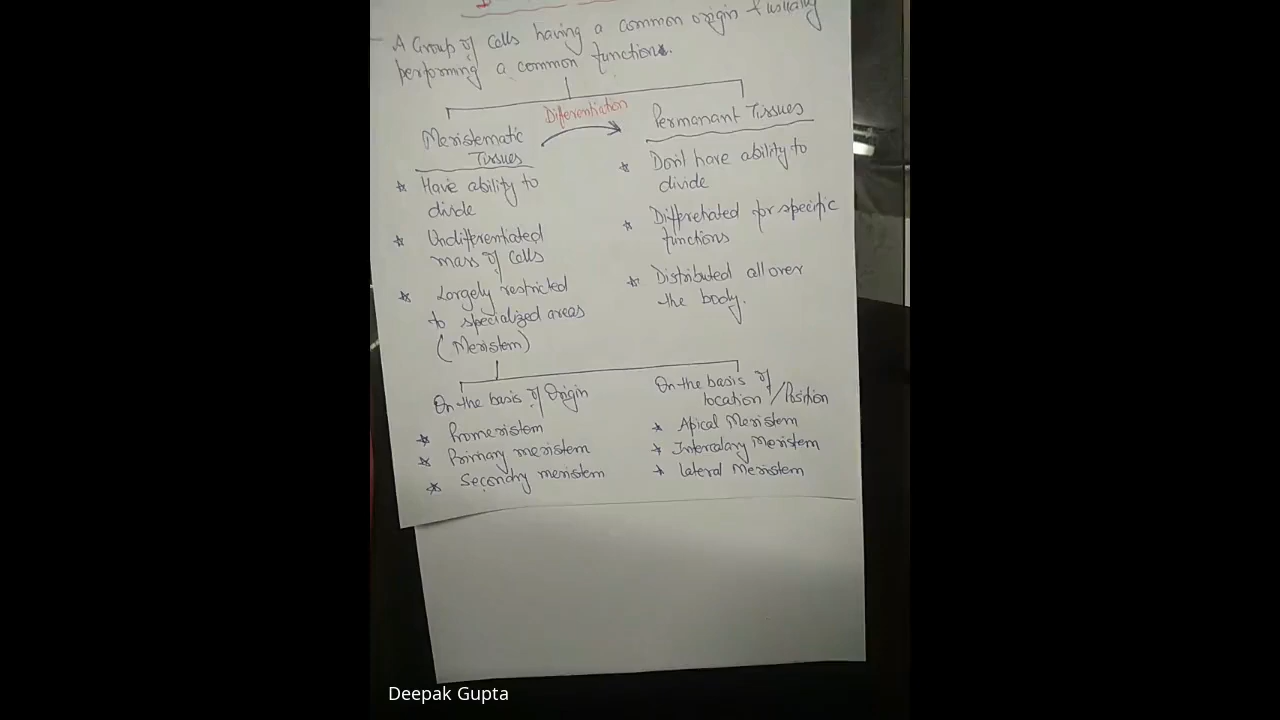 A Group of Cells having a common origin & usually
performing a common function.
Differentiation
Meristematic
Tissues
* Have ability to
divide
* Undifferentiated
mass of cells
* Largely restricted
to specialized areas
(Meristem)
Permanant Tissues
* Don't have ability to
divide
* Differehated for specific
functions
* Distributed all over
the body.
On the basis of Origin
* Promeristem
* Primary meristem
* Secondry meristem
On the basis of
location / Position
* Apical Meristem
* Intercalary Meristem
* Lateral Meristem
Deepak Gupta